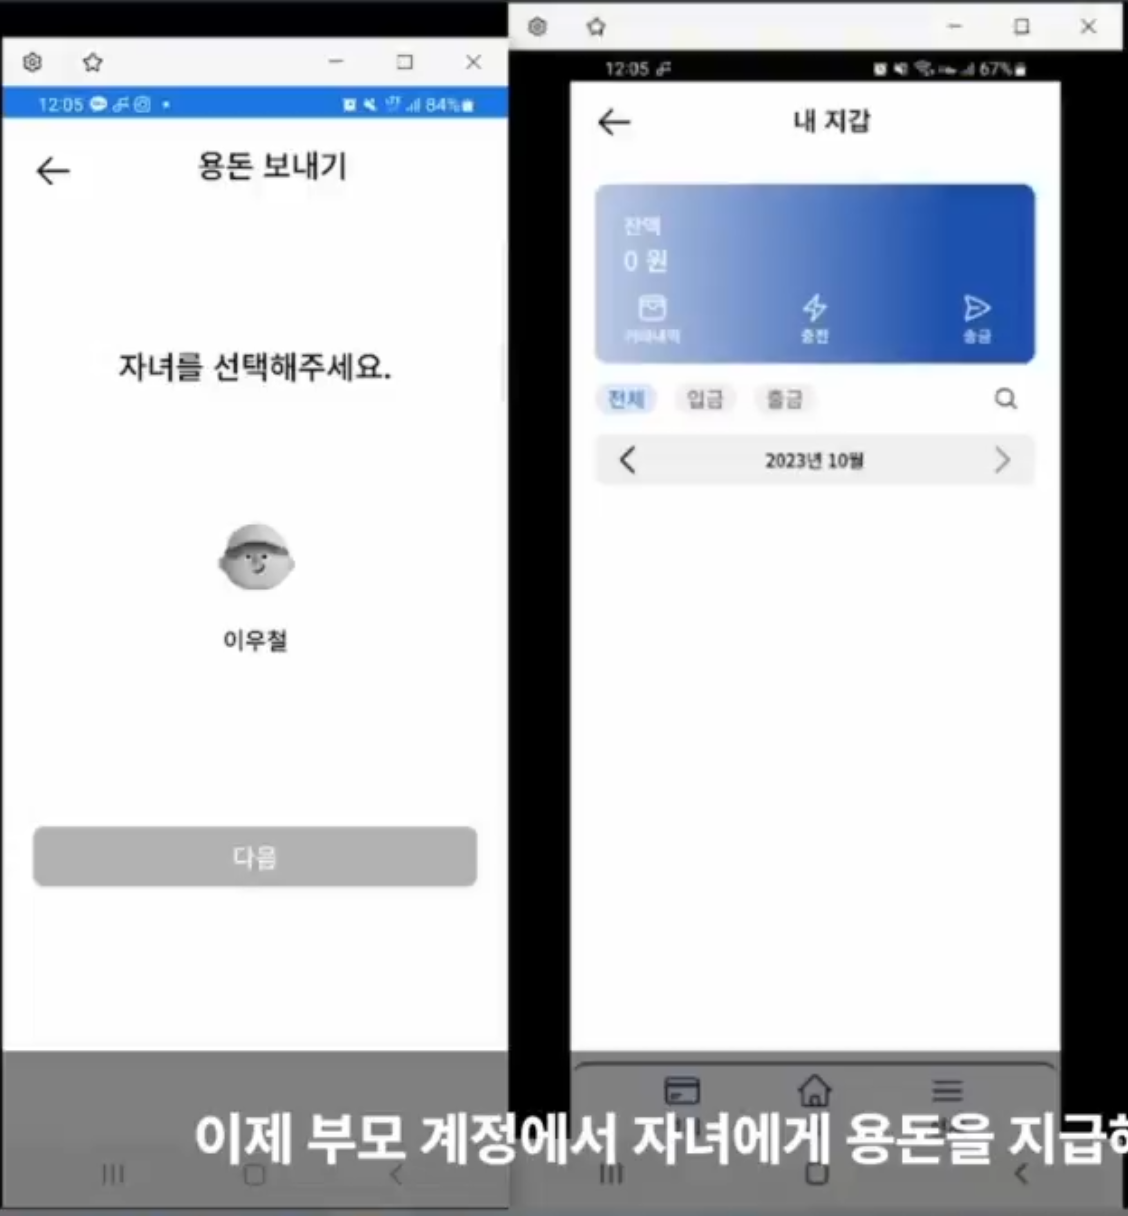 12:05
84%
용돈 보내기
자녀를 선택해주세요.
이우철
다음
12:05
67%
내 지갑
잔액
0 원
거래내역
충전
송금
전체
입금
출금
2023년 10월
이제 부모 계정에서 자녀에게 용돈을 지급해